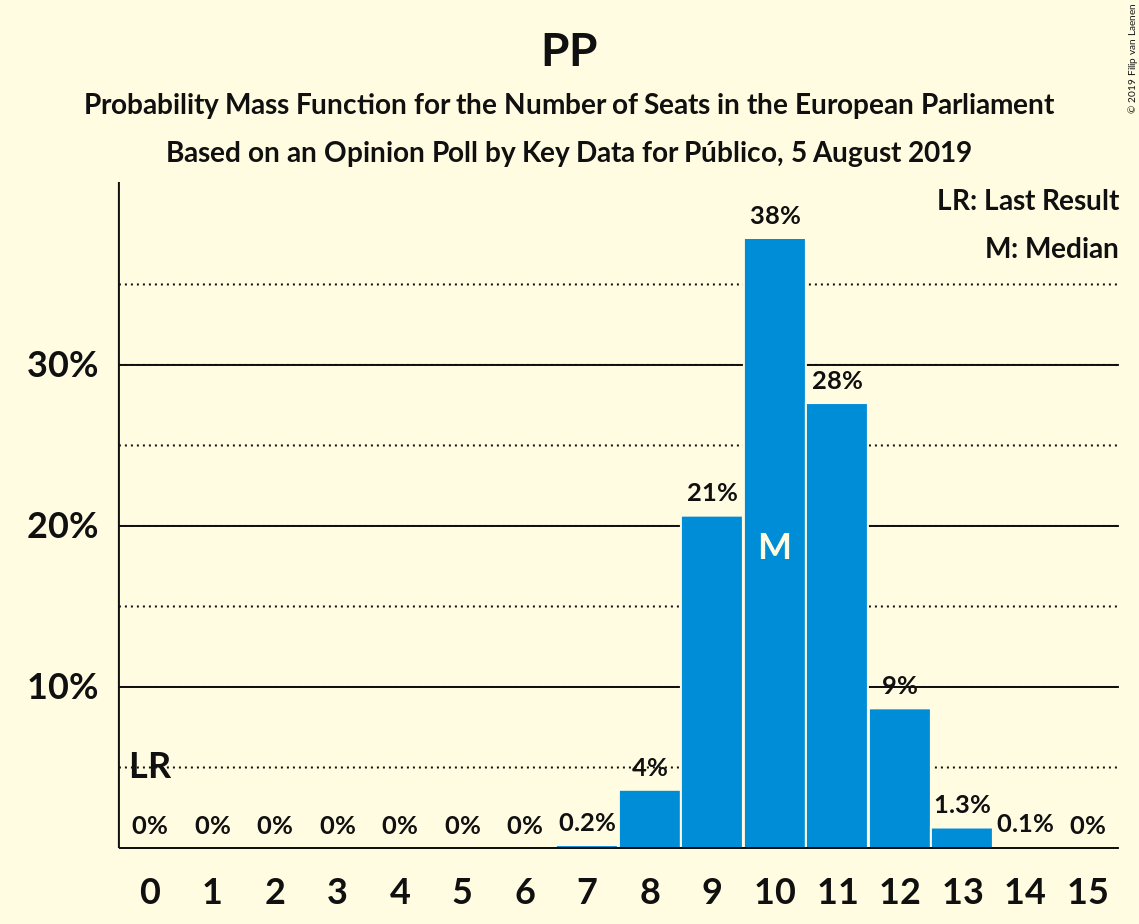 PP
Probability Mass Function for the Number of Seats in the European Parliament
Based on an Opinion Poll by Key Data for Público, 5 August 2019
© 2019 Filip van Laenen
LR: Last Result
M: Median
38%
30%
28%
21%
20%
M
10%
9%
LR
4%
0% 0% 0% 0% 0% 0% 0% 0.2% 1.3% 0.1% 0%
0 1 2 3 4 5 6 7 8 9 10 11 12 13 14 15